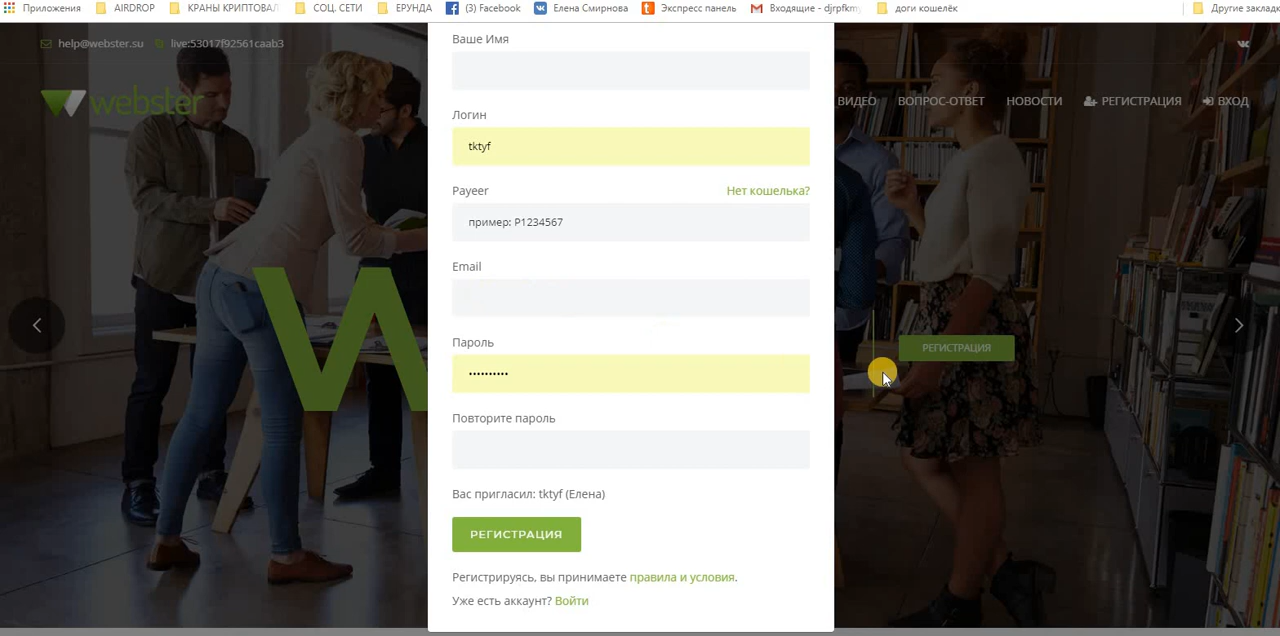 Приложения AIRDROP КРАНЫ КРИПТОВАЛ СОЦ. СЕТИ ЕРУНДА (3) Facebook Елена Смирнова Экспресс панель Входящие - djrpfkm доги кошелёк Другие заклад
help@webster.su live:53017f92561caab3
webster
ВИДЕО ВОПРОС-ОТВЕТ НОВОСТИ РЕГИСТРАЦИЯ ВХОД
Ваше Имя
Логин
tktyf
Payeer Нет кошелька?
пример: P1234567
Email
W
РЕГИСТРАЦИЯ
Пароль
••••••••••
Повторите пароль
Вас пригласил: tktyf (Елена)
РЕГИСТРАЦИЯ
Регистрируясь, вы принимаете правила и условия.
Уже есть аккаунт? Войти